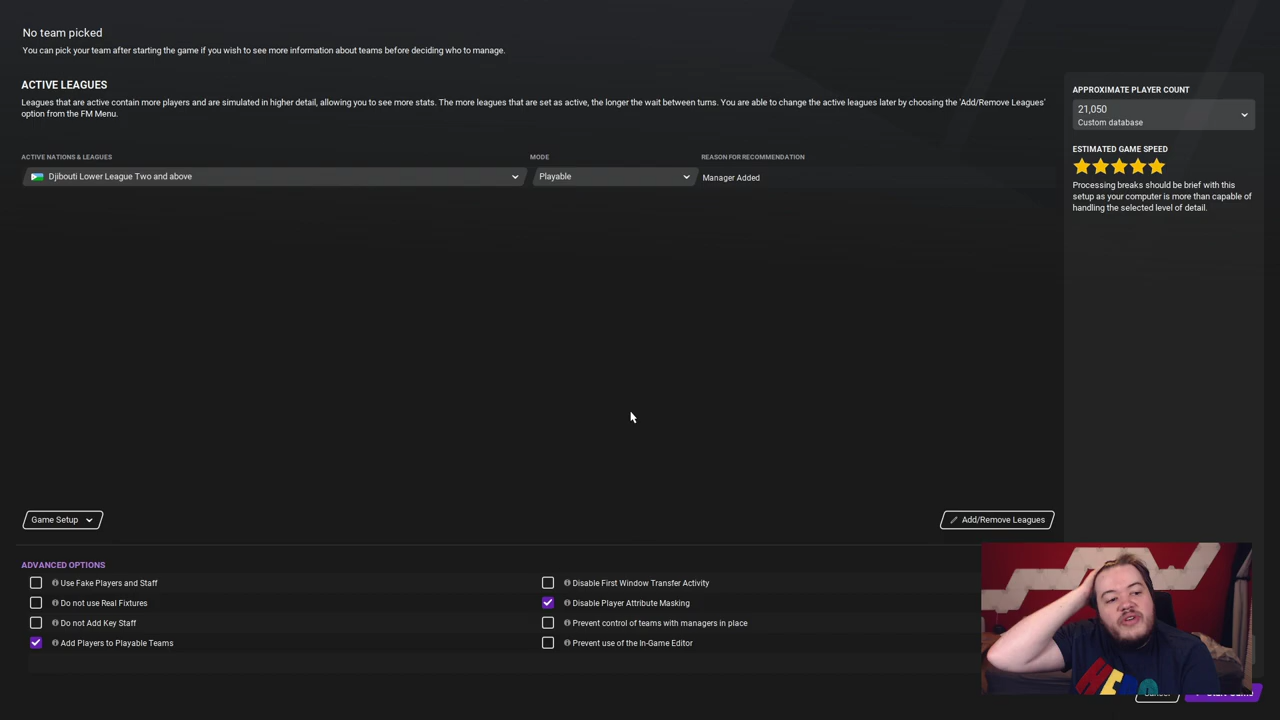 No team picked
You can pick your team after starting the game if you wish to see more information about teams before deciding who to manage.
ACTIVE LEAGUES
Leagues that are active contain more players and are simulated in higher detail, allowing you to see more stats. The more leagues that are set as active, the longer the wait between turns. You are able to change the active leagues later by choosing the 'Add/Remove Leagues'
option from the FM Menu.
ACTIVE NATIONS & LEAGUES
MODE
REASON FOR RECOMMENDATION
Djibouti Lower League Two and above
Playable
Manager Added
APPROXIMATE PLAYER COUNT
21,050
Custom database
ESTIMATED GAME SPEED
Processing breaks should be brief with this
setup as your computer is more than capable of
handling the selected level of detail.
Game Setup
Add/Remove Leagues
ADVANCED OPTIONS
Use Fake Players and Staff
Disable First Window Transfer Activity
Do not use Real Fixtures
Disable Player Attribute Masking
Do not Add Key Staff
Prevent control of teams with managers in place
Add Players to Playable Teams
Prevent use of the In-Game Editor